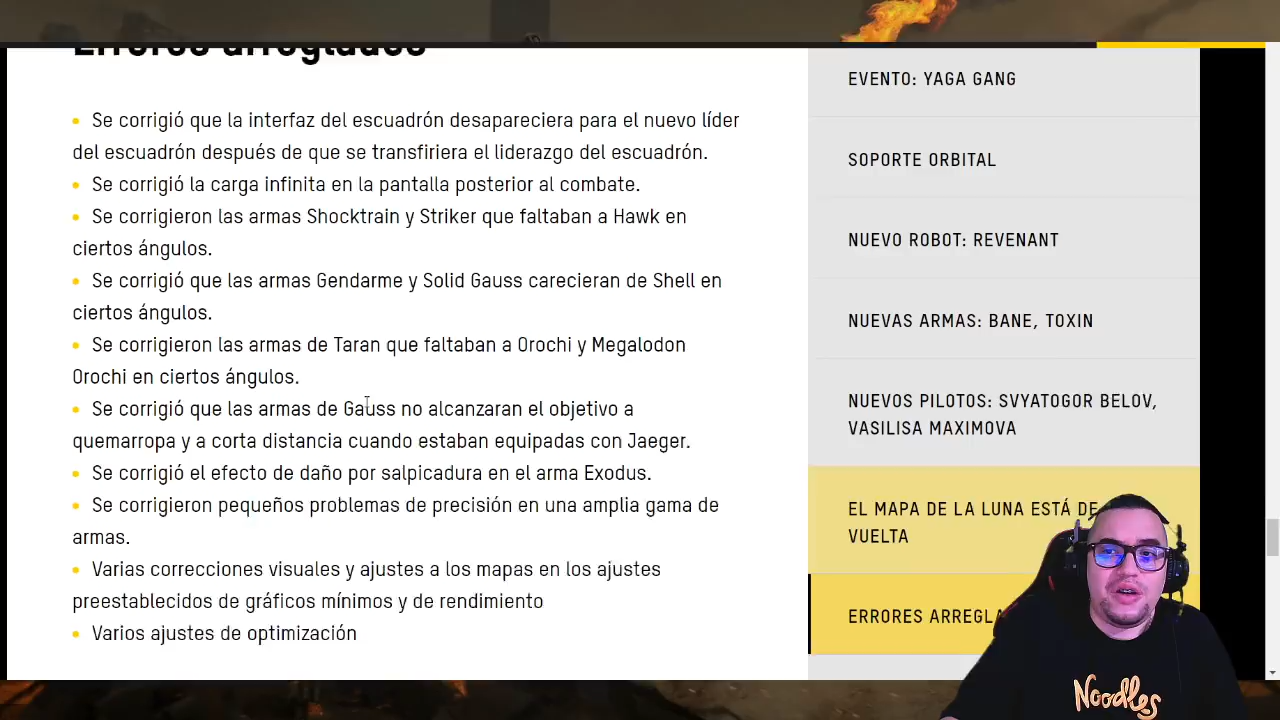 Errores arreglados
Se corrigió que la interfaz del escuadrón desapareciera para el nuevo líder
del escuadrón después de que se transfiriera el liderazgo del escuadrón.
Se corrigió la carga infinita en la pantalla posterior al combate.
Se corrigieron las armas Shocktrain y Striker que faltaban a Hawk en
ciertos ángulos.
Se corrigió que las armas Gendarme y Solid Gauss carecieran de Shell en
ciertos ángulos.
Se corrigieron las armas de Taran que faltaban a Orochi y Megalodon
Orochi en ciertos ángulos.
Se corrigió que las armas de Gauss no alcanzaran el objetivo a
quemarropa y a corta distancia cuando estaban equipadas con Jaeger.
Se corrigió el efecto de daño por salpicadura en el arma Exodus.
Se corrigieron pequeños problemas de precisión en una amplia gama de
armas.
Varias correcciones visuales y ajustes a los mapas en los ajustes
preestablecidos de gráficos mínimos y de rendimiento
Varios ajustes de optimización
EVENTO: YAGA GANG
SOPORTE ORBITAL
NUEVO ROBOT: REVENANT
NUEVAS ARMAS: BANE, TOXIN
NUEVOS PILOTOS: SVYATOGOR BELOV,
VASILISA MAXIMOVA
EL MAPA DE LA LUNA ESTÁ DE
VUELTA
ERRORES ARREGLA
Noodles